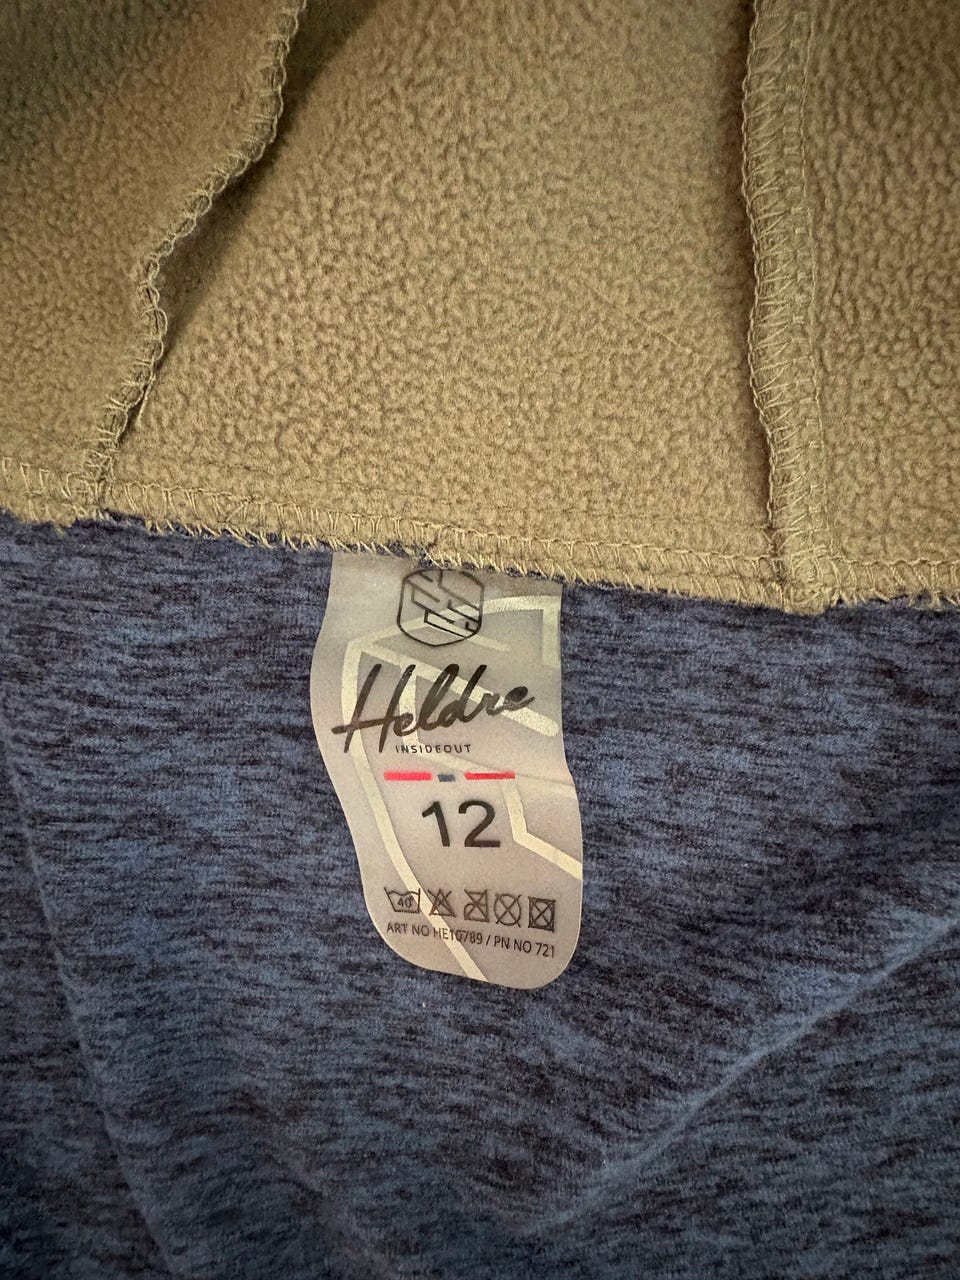 Heldre
INSIDEOUT
12
40°
ART NO HE10789 / PN NO 721